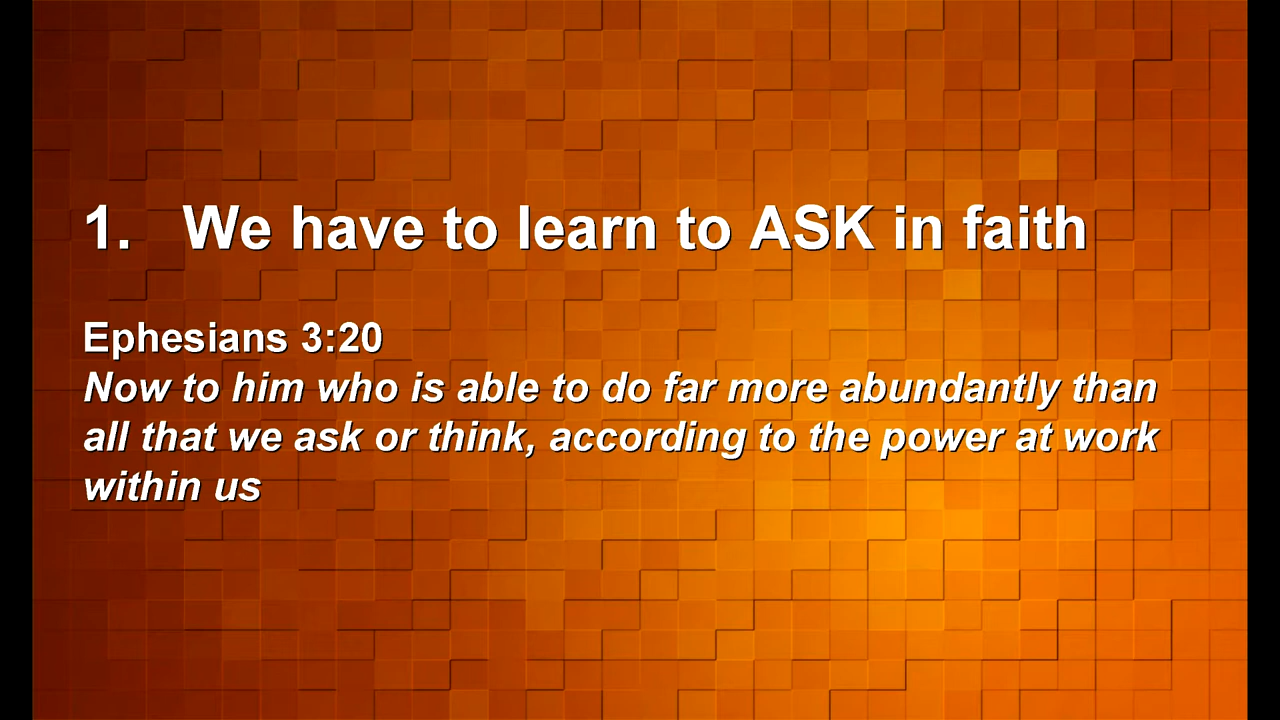 1. We have to learn to ASK in faith
Ephesians 3:20
Now to him who is able to do far more abundantly than
all that we ask or think, according to the power at work
within us